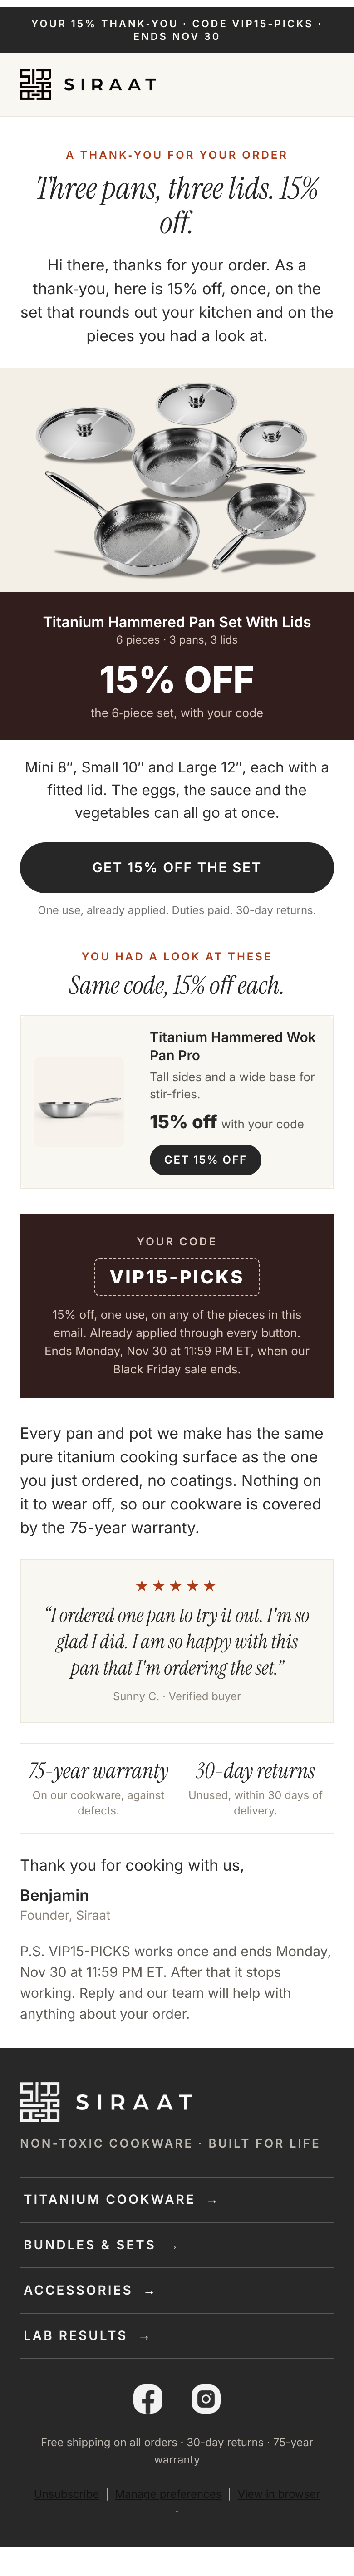 YOUR 15% THANK-YOU · CODE VIP15-PICKS ·
ENDS NOV 30
SIRAAT
A THANK-YOU FOR YOUR ORDER
Three pans, three lids. 15%
off.
Hi there, thanks for your order. As a
thank-you, here is 15% off, once, on the
set that rounds out your kitchen and on the
pieces you had a look at.
Titanium Hammered Pan Set With Lids
6 pieces · 3 pans, 3 lids
15% OFF
the 6-piece set, with your code
Mini 8″, Small 10″ and Large 12″, each with a
fitted lid. The eggs, the sauce and the
vegetables can all go at once.
GET 15% OFF THE SET
One use, already applied. Duties paid. 30-day returns.
YOU HAD A LOOK AT THESE
Same code, 15% off each.
Titanium Hammered Wok
Pan Pro
Tall sides and a wide base for
stir-fries.
15% off with your code
GET 15% OFF
YOUR CODE
VIP15-PICKS
15% off, one use, on any of the pieces in this
email. Already applied through every button.
Ends Monday, Nov 30 at 11:59 PM ET, when our
Black Friday sale ends.
Every pan and pot we make has the same
pure titanium cooking surface as the one
you just ordered, no coatings. Nothing on
it to wear off, so our cookware is covered
by the 75-year warranty.
★★★★★
“I ordered one pan to try it out. I'm so
glad I did. I am so happy with this
pan that I'm ordering the set.”
Sunny C. · Verified buyer
75-year warranty
On our cookware, against
defects.
30-day returns
Unused, within 30 days of
delivery.
Thank you for cooking with us,
Benjamin
Founder, Siraat
P.S. VIP15-PICKS works once and ends Monday,
Nov 30 at 11:59 PM ET. After that it stops
working. Reply and our team will help with
anything about your order.
SIRAAT
NON-TOXIC COOKWARE · BUILT FOR LIFE
TITANIUM COOKWARE →
BUNDLES & SETS →
ACCESSORIES →
LAB RESULTS →
Free shipping on all orders · 30-day returns · 75-year
warranty
Unsubscribe | Manage preferences | View in browser
·